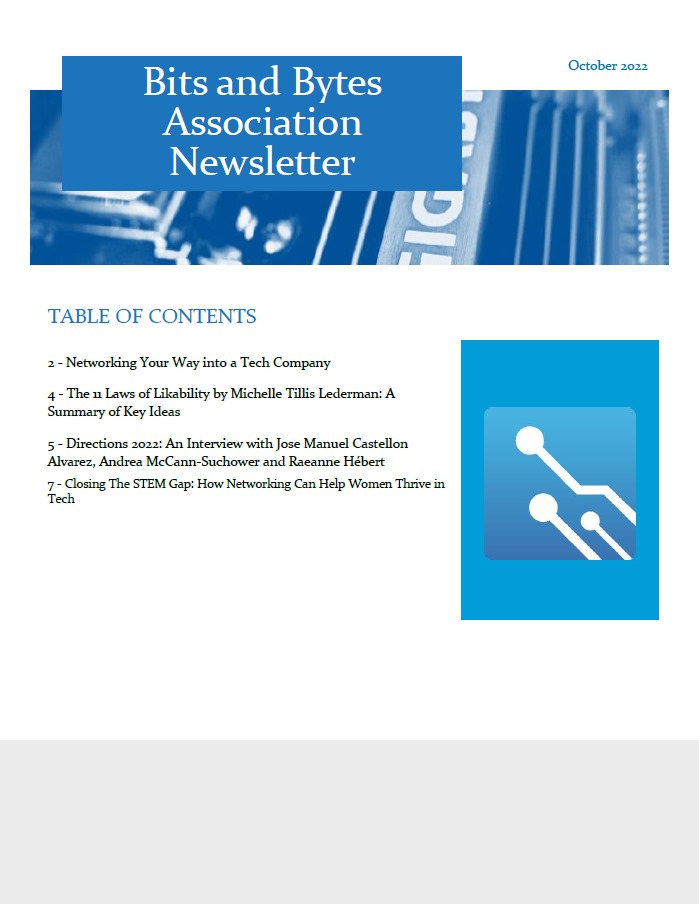 October 2022
Bits and Bytes
Association
Newsletter
TABLE OF CONTENTS
2 - Networking Your Way into a Tech Company
4 - The 11 Laws of Likability by Michelle Tillis Lederman: A
Summary of Key Ideas
5 - Directions 2022: An Interview with Jose Manuel Castellon
Alvarez, Andrea McCann-Suchower and Raeanne Hébert
7 - Closing The STEM Gap: How Networking Can Help Women Thrive in
Tech